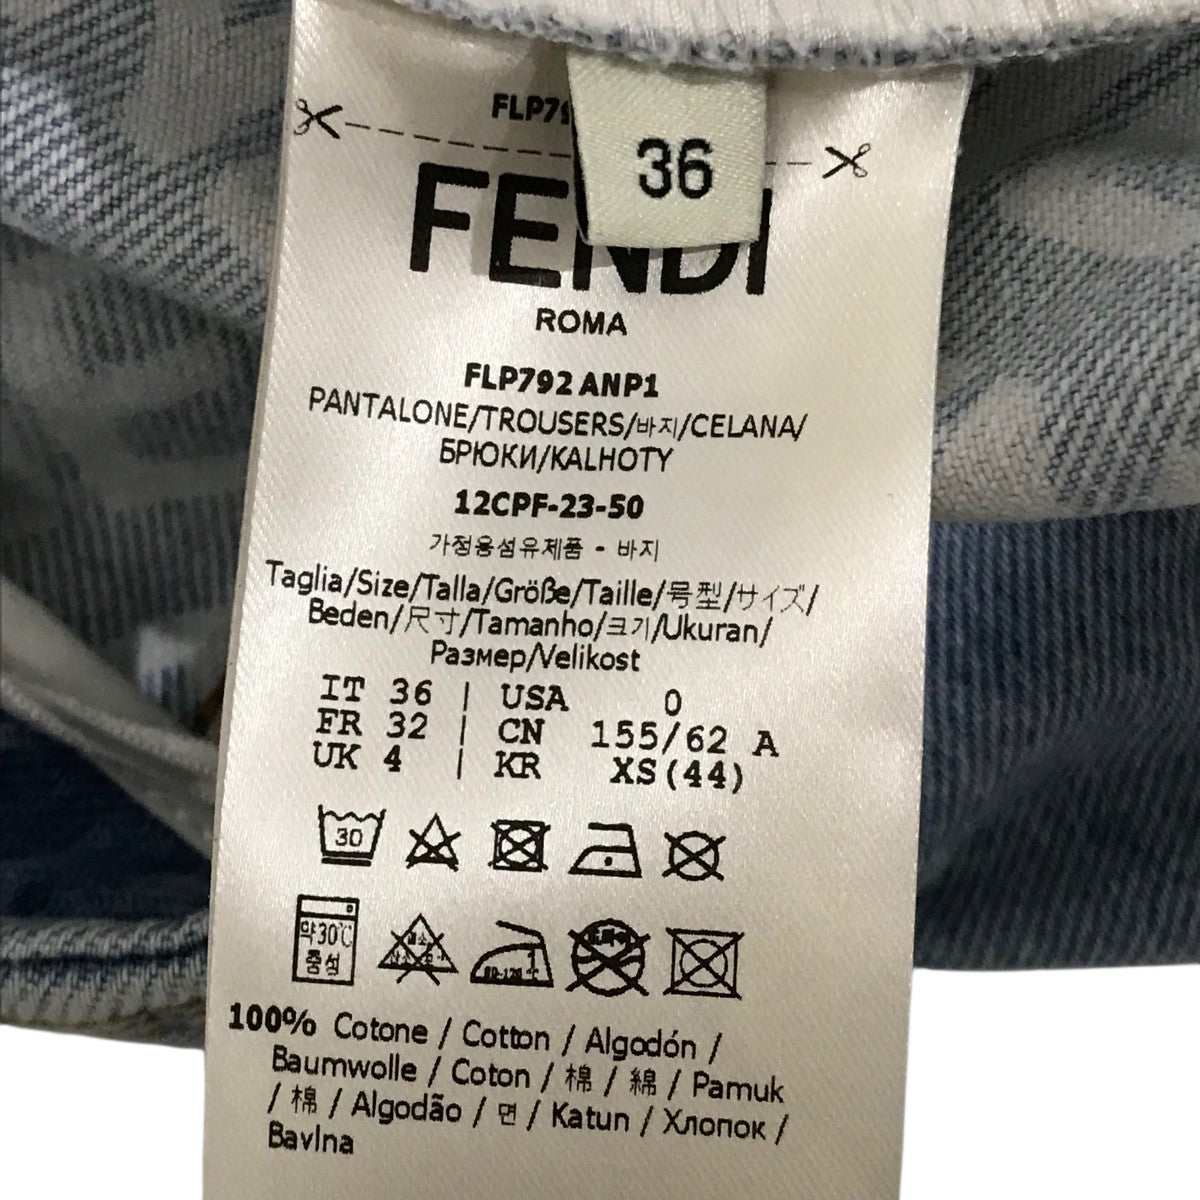 FLP79
36
FENDI
ROMA
FLP792 ANP1
PANTALONE/TROUSERS/바지/CELANA/
БРЮКИ/KALHOTY
12CPF-23-50
가정용섬유제품 - 바지
Taglia/Size/Talla/Größe/Taille/号型/サイズ/
Beden/尺寸/Tamanho/크기/Ukuran/
Размер/Velikost
IT 36 | USA 0
FR 32 | CN 155/62 A
UK 4 | KR XS(44)
30
약30℃
중성
100% Cotone / Cotton / Algodón /
Baumwolle / Coton / 棉 / 綿 / Pamuk
/ 棉 / Algodão / 면 / Katun / Хлопок /
Bavlna